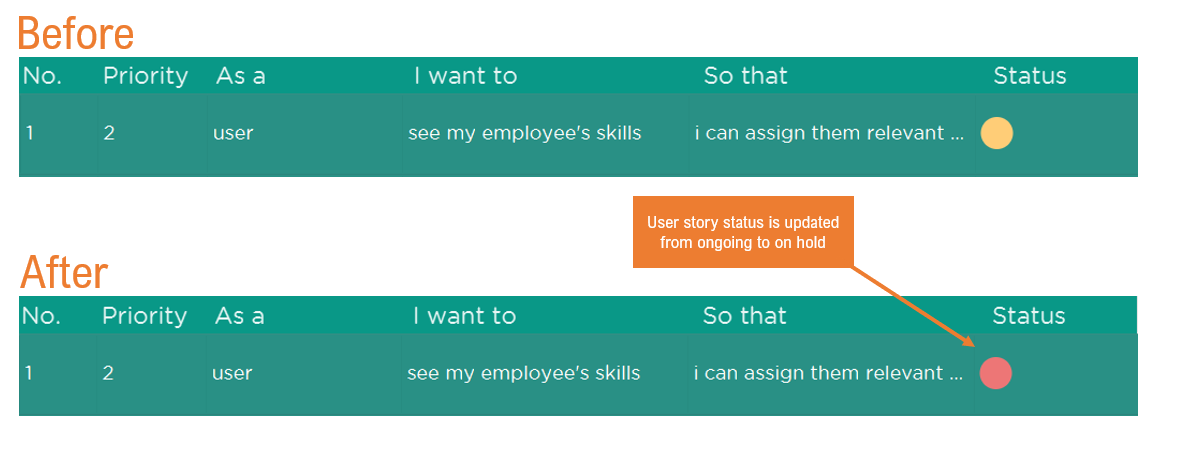 Before
No. Priority As a I want to So that Status
1 2 user see my employee's skills i can assign them relevant ...
User story status is updated
from ongoing to on hold
After
No. Priority As a I want to So that Status
1 2 user see my employee's skills i can assign them relevant ...